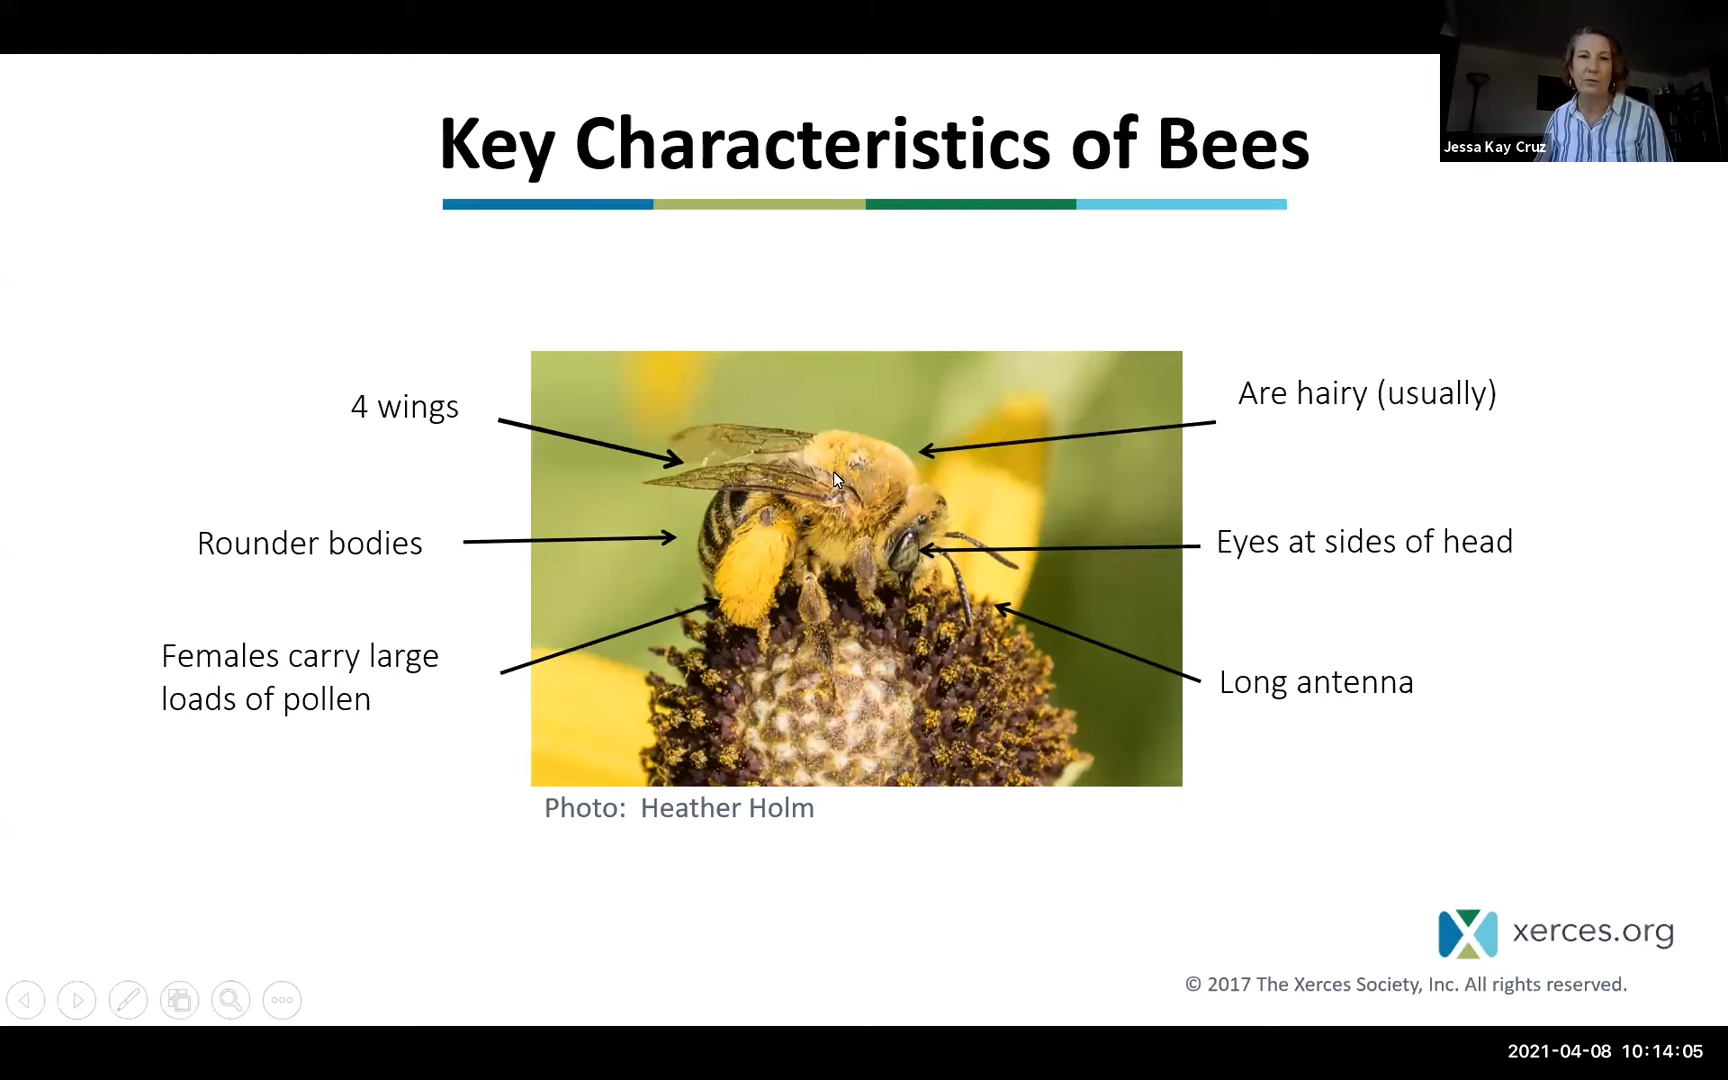 Key Characteristics of Bees
Jessa Kay Cruz
4 wings
Are hairy (usually)
Rounder bodies
Eyes at sides of head
Females carry large
loads of pollen
Long antenna
Photo: Heather Holm
xerces.org
© 2017 The Xerces Society, Inc. All rights reserved.
2021-04-08 10:14:05